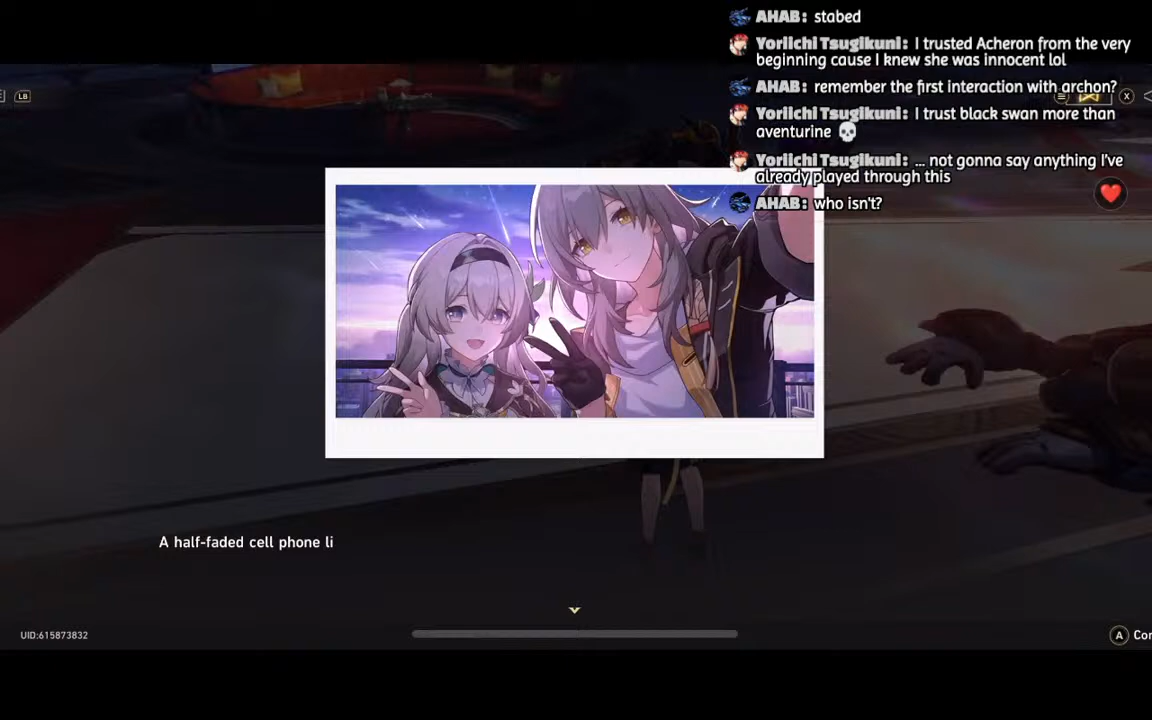 AHAB: stabed
Yoriichi Tsugikuni: I trusted Acheron from the very
beginning cause I knew she was innocent lol
AHAB: remember the first interaction with archon?
Yoriichi Tsugikuni: I trust black swan more than
aventurine 💀
Yoriichi Tsugikuni: ... not gonna say anything I've
already played through this
AHAB: who isn't?
LB
X
A half-faded cell phone li
UID:615873832
A Con